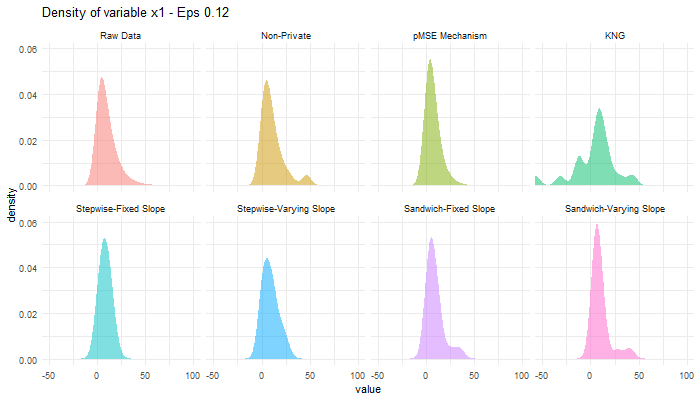 Density of variable x1 - Eps 0.12
Raw Data Non-Private pMSE Mechanism KNG
0.06
0.04
0.02
0.00
Stepwise-Fixed Slope Stepwise-Varying Slope Sandwich-Fixed Slope Sandwich-Varying Slope
density
0.06
0.04
0.02
0.00
-50 0 50 100 -50 0 50 100 -50 0 50 100 -50 0 50 100
value